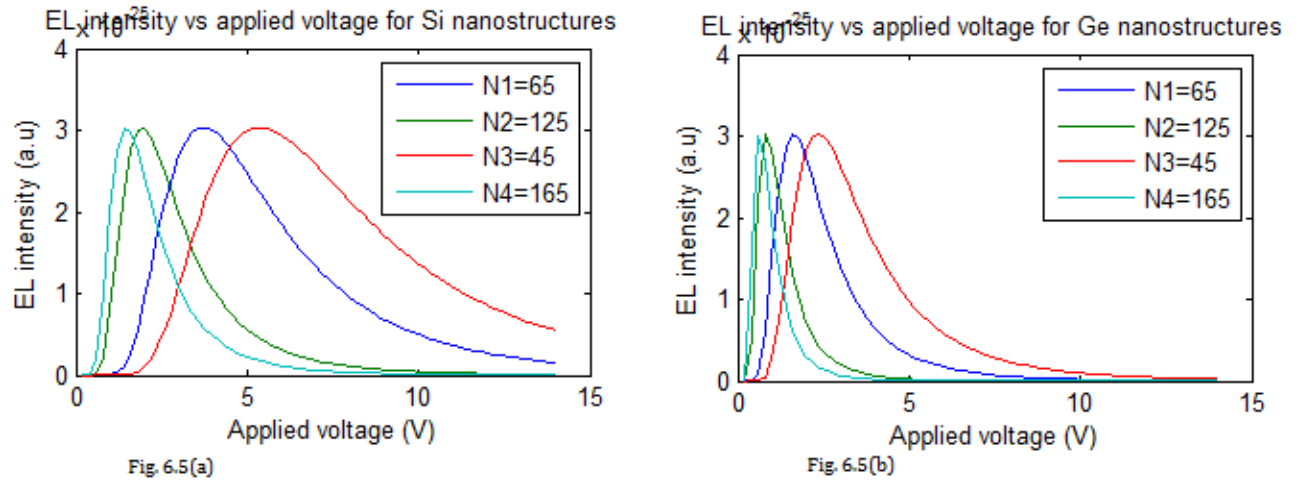 EL intensity vs applied voltage for Si nanostructures
x 10^-25
4
3
2
1
0
EL intensity (a.u)
N1=65
N2=125
N3=45
N4=165
0 5 10 15
Applied voltage (V)
Fig. 6.5(a)
EL intensity vs applied voltage for Ge nanostructures
x 10^-25
4
3
2
1
0
EL intensity (a.u)
N1=65
N2=125
N3=45
N4=165
0 5 10 15
Applied voltage (V)
Fig. 6.5(b)